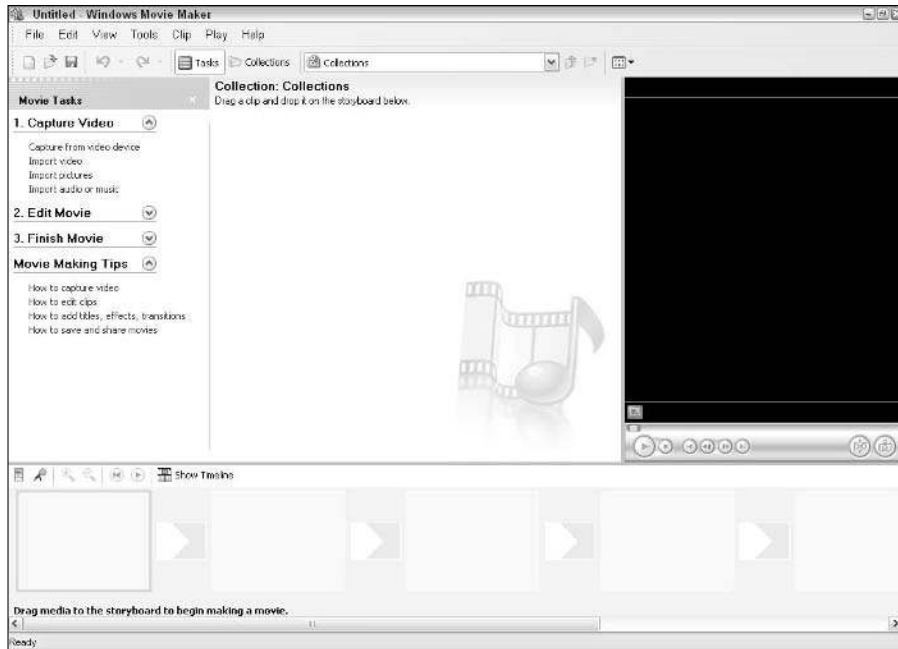 Untitled - Windows Movie Maker
File Edit View Tools Clip Play Help
Tasks Collections Collections
Movie Tasks
1. Capture Video
Capture from video device
Import video
Import pictures
Import audio or music
2. Edit Movie
3. Finish Movie
Movie Making Tips
How to capture video
How to edit clips
How to add titles, effects, transitions
How to save and share movies
Collection: Collections
Drag a clip and drop it on the storyboard below.
Show Timeline
Drag media to the storyboard to begin making a movie.
Ready